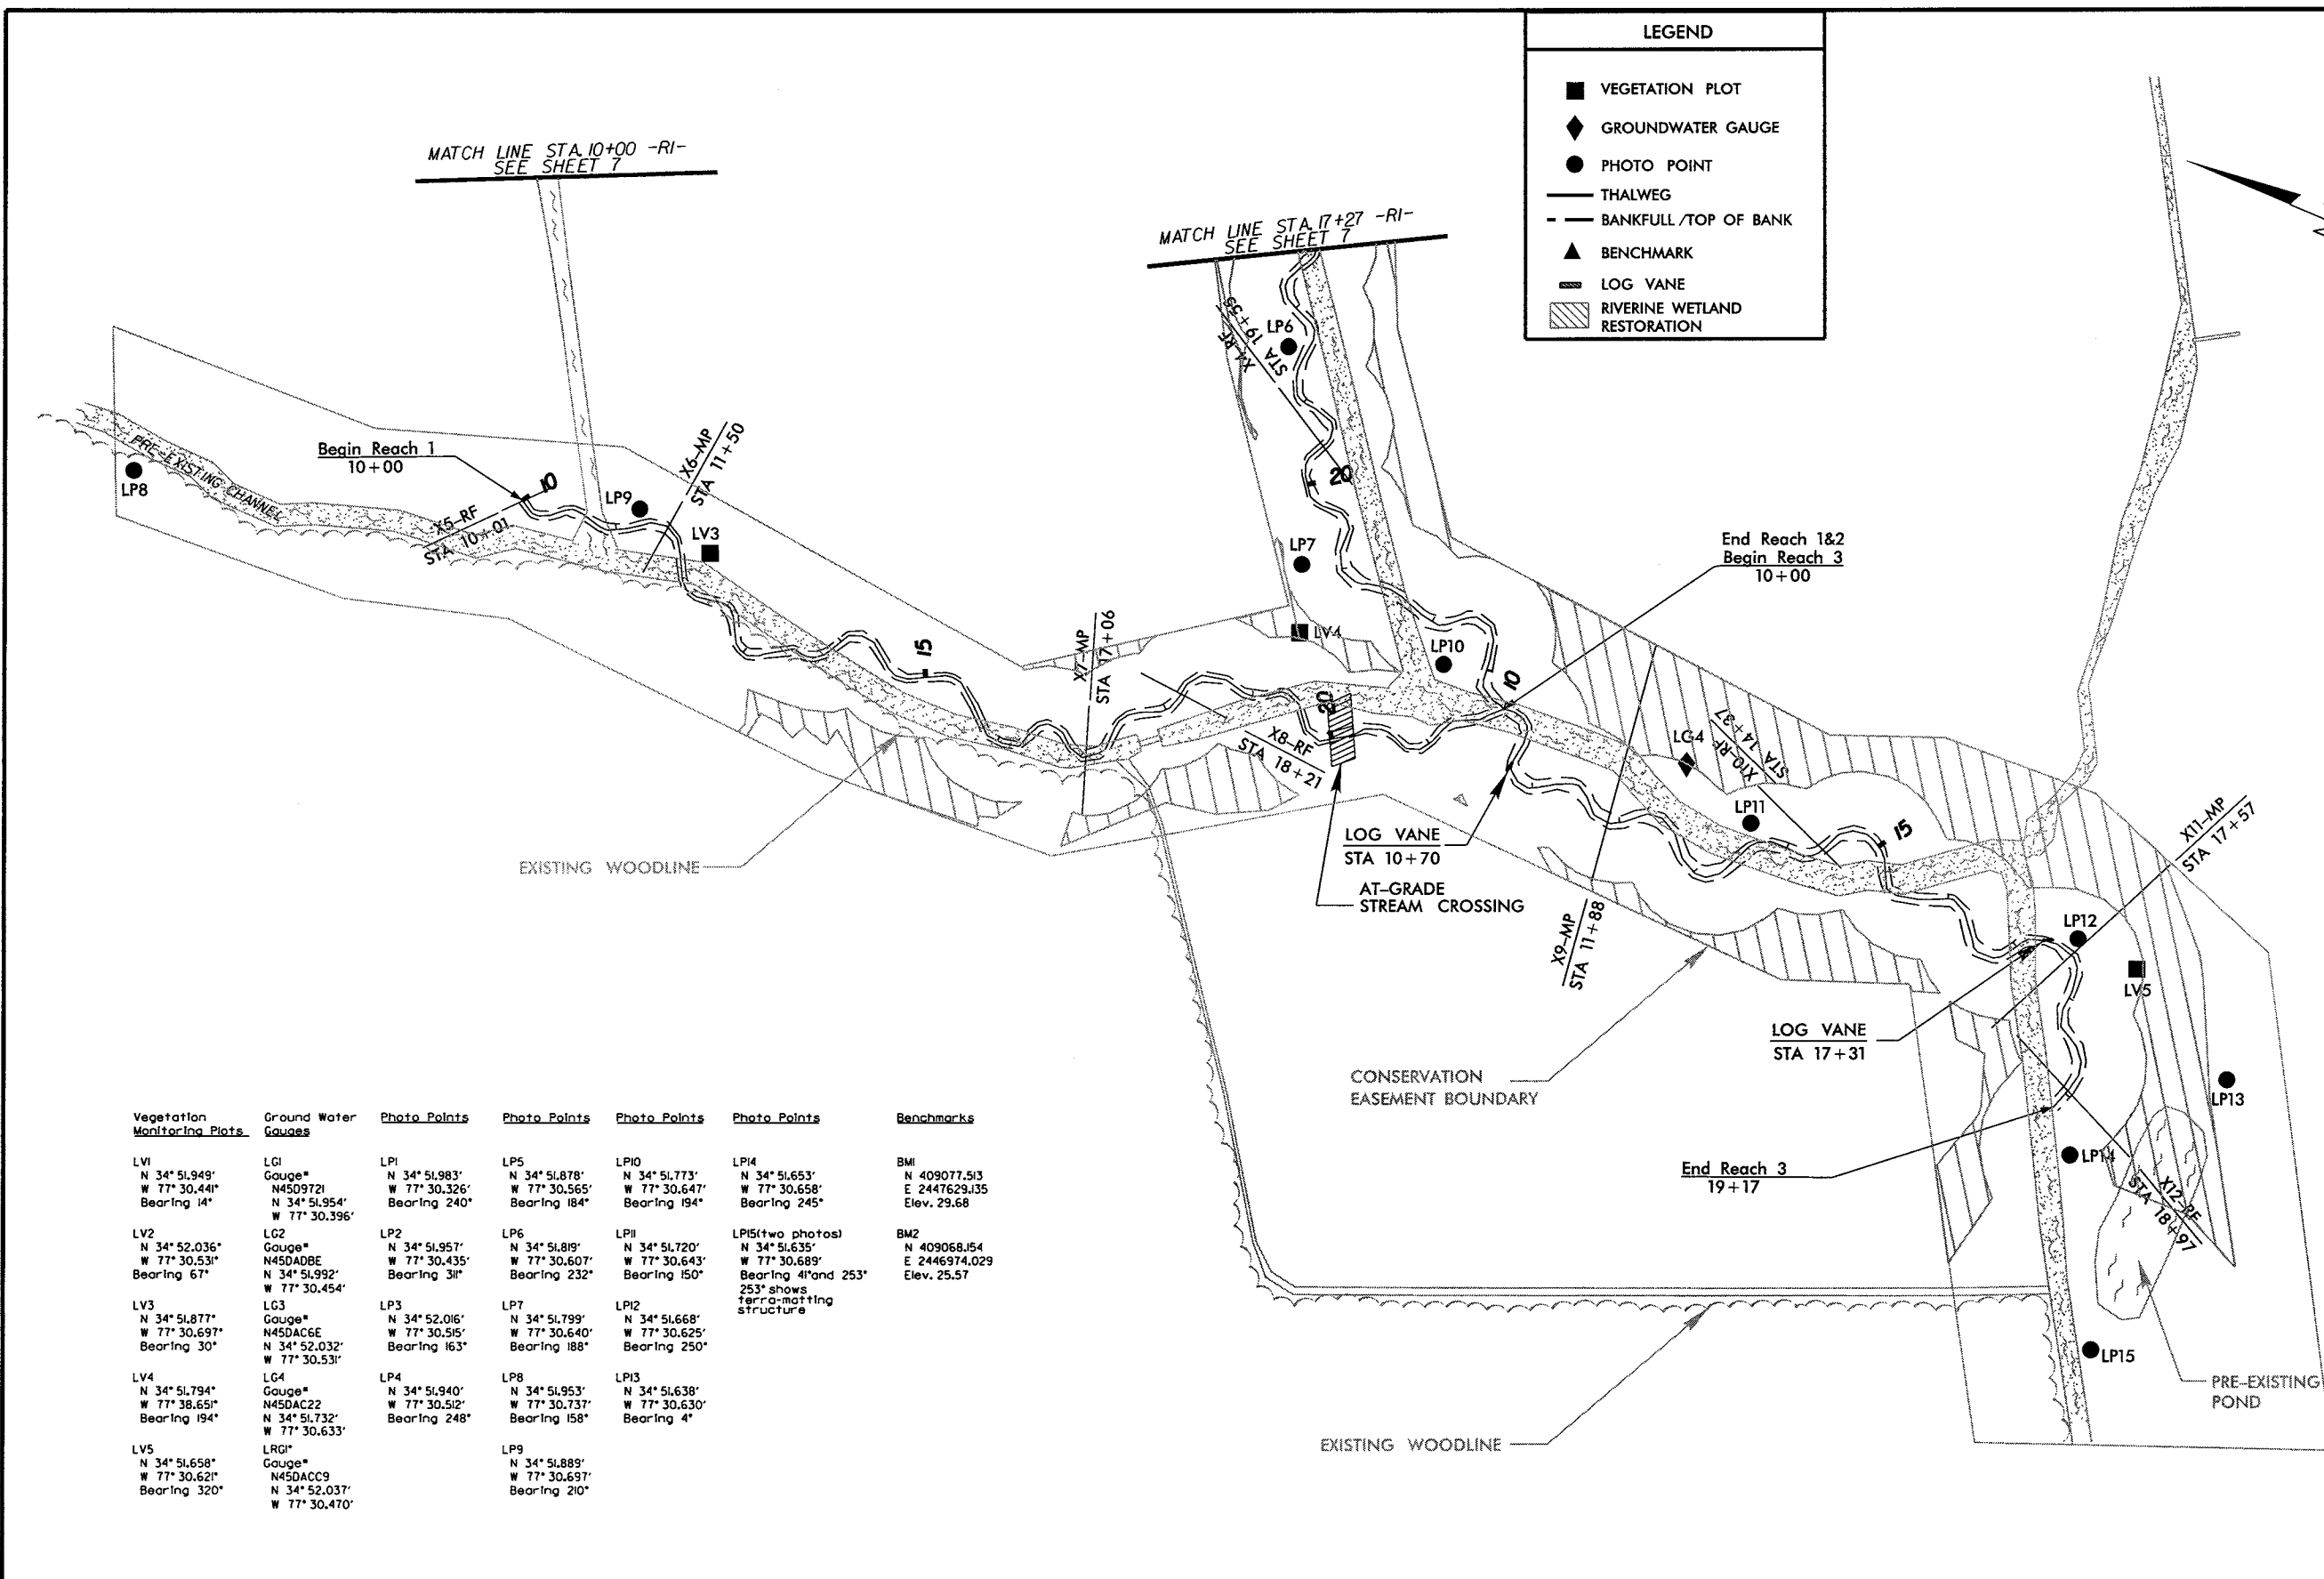 LEGEND
VEGETATION PLOT
GROUNDWATER GAUGE
PHOTO POINT
THALWEG
BANKFULL/TOP OF BANK
BENCHMARK
LOG VANE
RIVERINE WETLAND
RESTORATION
MATCH LINE STA. 10+00 -R1-
SEE SHEET 7
MATCH LINE STA. 17+27 -R1-
SEE SHEET 7
PRE-EXISTING CHANNEL
LP8
Begin Reach 1
10+00
10
X5-RF
STA 10+01
LP9
X6-MP
STA 11+50
LV3
15
X7-MP
STA 17+06
X8-RF
STA 18+21
20
X4-RF
STA 19+55
LP6
20
LP7
LV4
LP10
End Reach 1&2
Begin Reach 3
10+00
10
LG4
X10-RF
STA 14+37
LP11
15
LOG VANE
STA 10+70
AT-GRADE
STREAM CROSSING
X9-MP
STA 11+88
X11-MP
STA 17+57
LP12
LV5
LOG VANE
STA 17+31
EXISTING WOODLINE
CONSERVATION
EASEMENT BOUNDARY
LP13
LP14
End Reach 3
19+17
X12-RF
STA 18+97
LP15
PRE-EXISTING
POND
EXISTING WOODLINE
Vegetation
Monitoring Plots
LV1
N 34° 51.949'
W 77° 30.441"
Bearing 14°
LV2
N 34° 52.036"
W 77° 30.531"
Bearing 67°
LV3
N 34° 51.877"
W 77° 30.697"
Bearing 30°
LV4
N 34° 51.794"
W 77° 38.651"
Bearing 194°
LV5
N 34° 51.658"
W 77° 30.621"
Bearing 320°
Ground Water
Gauges
LG1
Gauge#
N45D9721
N 34° 51.954'
W 77° 30.396'
LG2
Gauge#
N45DADBE
N 34° 51.992'
W 77° 30.454'
LG3
Gauge#
N45DAC6E
N 34° 52.032'
W 77° 30.531'
LG4
Gauge#
N45DAC22
N 34° 51.732'
W 77° 30.633'
LRG1*
Gauge#
N45DACC9
N 34° 52.037'
W 77° 30.470'
Photo Points
LP1
N 34° 51.983'
W 77° 30.326'
Bearing 240°
LP2
N 34° 51.957'
W 77° 30.435'
Bearing 311°
LP3
N 34° 52.016'
W 77° 30.515'
Bearing 163°
LP4
N 34° 51.940'
W 77° 30.512'
Bearing 248°
Photo Points
LP5
N 34° 51.878'
W 77° 30.565'
Bearing 184°
LP6
N 34° 51.819'
W 77° 30.607'
Bearing 232°
LP7
N 34° 51.799'
W 77° 30.640'
Bearing 188°
LP8
N 34° 51.953'
W 77° 30.737'
Bearing 158°
LP9
N 34° 51.889'
W 77° 30.697'
Bearing 210°
Photo Points
LP10
N 34° 51.773'
W 77° 30.647'
Bearing 194°
LP11
N 34° 51.720'
W 77° 30.643'
Bearing 150°
LP12
N 34° 51.668'
W 77° 30.625'
Bearing 250°
LP13
N 34° 51.638'
W 77° 30.630'
Bearing 4°
Photo Points
LP14
N 34° 51.653'
W 77° 30.658'
Bearing 245°
LP15(two photos)
N 34° 51.635'
W 77° 30.689'
Bearing 41°and 253°
253° shows
terra-matting
structure
Benchmarks
BM1
N 409077.513
E 2447629.135
Elev. 29.68
BM2
N 409068.154
E 2446974.029
Elev. 25.57